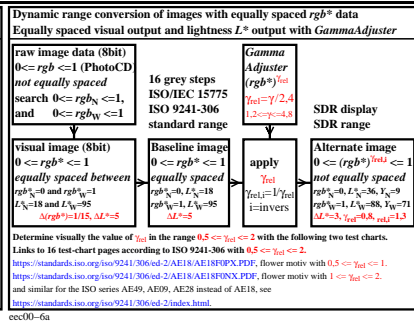 Dynamic range conversion of images with equally spaced rgb* data
Equally spaced visual output and lightness L* output with GammaAdjuster
raw image data (8bit)
0<= rgb <=1 (PhotoCD)
not equally spaced
search 0<= rgbN <=1,
and 0<= rgbW <=1
16 grey steps
ISO/IEC 15775
ISO 9241-306
standard range
Gamma
Adjuster
(rgb*)γrel
γrel=γ/2,4
1,2<=γ<=4,8
SDR display
SDR range
visual image (8bit)
0 <= rgb* <= 1
equally spaced between
rgb*N=0 and rgb*W=1
L*N=18 and L*W=95
Δ(rgb*)=1/15, ΔL*=5
Baseline image
0 <= rgb* <= 1
equally spaced
rgb*N=0, L*N=18
rgb*W=1, L*W=95
ΔL*=5
apply
γrel
γrel,i=1/γrel
i=invers
Alternate image
0 <= (rgb*)γrel,i <= 1
not equally spaced
rgb*N=0, L*N=36, YN=9
rgb*W=1, L*W=88, YW=71
ΔL*=3, γrel=0,8, γrel,i=1,3
Determine visually the value of γrel in the range 0,5 <= γrel <= 2 with the following two test charts.
Links to 16 test-chart pages according to ISO 9241-306 with 0,5 <= γrel <= 2.
https://standards.iso.org/iso/9241/306/ed-2/AE18/AE18F0PX.PDF, flower motiv with 0,5 <= γrel <= 1.
https://standards.iso.org/iso/9241/306/ed-2/AE18/AE18F0NX.PDF, flower motiv with 1 <= γrel <= 2.
and similar for the ISO series AE49, AE09, AE28 instead of AE18, see
https://standards.iso.org/iso/9241/306/ed-2/index.html.
eec00-6a